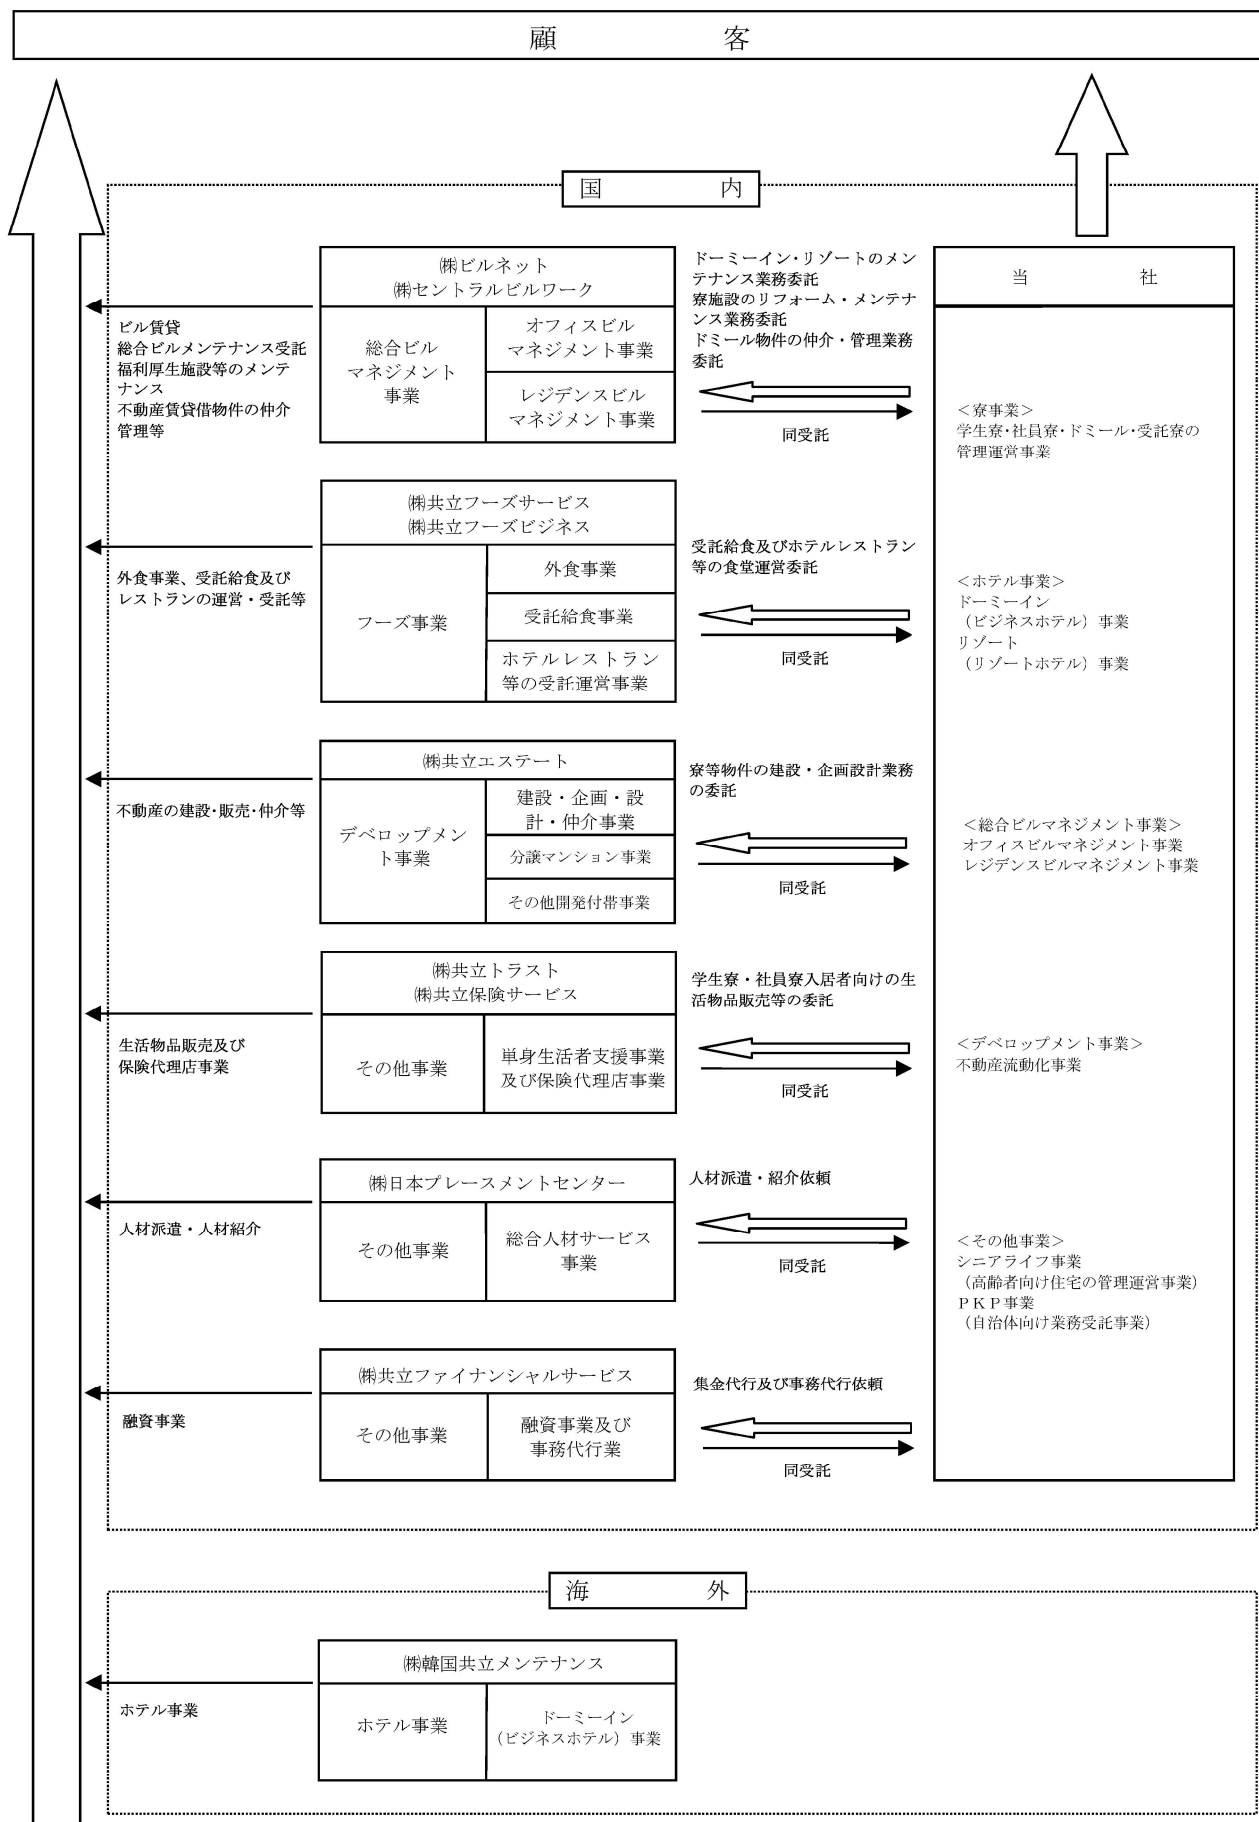 顧　　　　客
国　　　　内
㈱ビルネット
㈱セントラルビルワーク
総合ビル
マネジメント
事業
オフィスビル
マネジメント事業
レジデンスビル
マネジメント事業
ビル賃貸
総合ビルメンテナンス受託
福利厚生施設等のメンテ
ナンス
不動産賃貸借物件の仲介
管理等
ドーミーイン・リゾートのメン
テナンス業務委託
寮施設のリフォーム・メンテナ
ンス業務委託
ドミール物件の仲介・管理業務
委託
同受託
㈱共立フーズサービス
㈱共立フーズビジネス
フーズ事業
外食事業
受託給食事業
ホテルレストラン
等の受託運営事業
外食事業、受託給食及び
レストランの運営・受託等
受託給食及びホテルレストラン
等の食堂運営委託
同受託
㈱共立エステート
デベロップメン
ト事業
建設・企画・設
計・仲介事業
分譲マンション事業
その他開発付帯事業
不動産の建設・販売・仲介等
寮等物件の建設・企画設計業務
の委託
同受託
㈱共立トラスト
㈱共立保険サービス
その他事業
単身生活者支援事業
及び保険代理店事業
生活物品販売及び
保険代理店事業
学生寮・社員寮入居者向けの生
活物品販売等の委託
同受託
㈱日本プレースメントセンター
その他事業
総合人材サービス
事業
人材派遣・人材紹介
人材派遣・紹介依頼
同受託
㈱共立ファイナンシャルサービス
その他事業
融資事業及び
事務代行業
融資事業
集金代行及び事務代行依頼
同受託
当　　　　社
＜寮事業＞
学生寮・社員寮・ドミール・受託寮の
管理運営事業
＜ホテル事業＞
ドーミーイン
（ビジネスホテル）事業
リゾート
（リゾートホテル）事業
＜総合ビルマネジメント事業＞
オフィスビルマネジメント事業
レジデンスビルマネジメント事業
＜デベロップメント事業＞
不動産流動化事業
＜その他事業＞
シニアライフ事業
（高齢者向け住宅の管理運営事業）
ＰＫＰ事業
（自治体向け業務受託事業）
海　　　　外
㈱韓国共立メンテナンス
ホテル事業
ドーミーイン
（ビジネスホテル）事業
ホテル事業